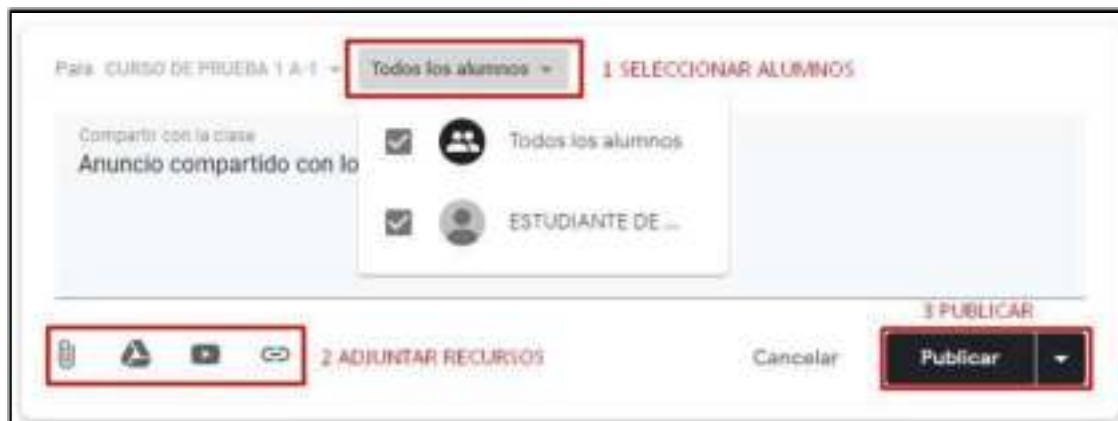 Para CURSO DE PRUEBA 1 A-1 Todos los alumnos 1 SELECCIONAR ALUMNOS
Compartir con la clase
Anuncio compartido con lo
Todos los alumnos
ESTUDIANTE DE ...
3 PUBLICAR
2 ADJUNTAR RECURSOS Cancelar Publicar